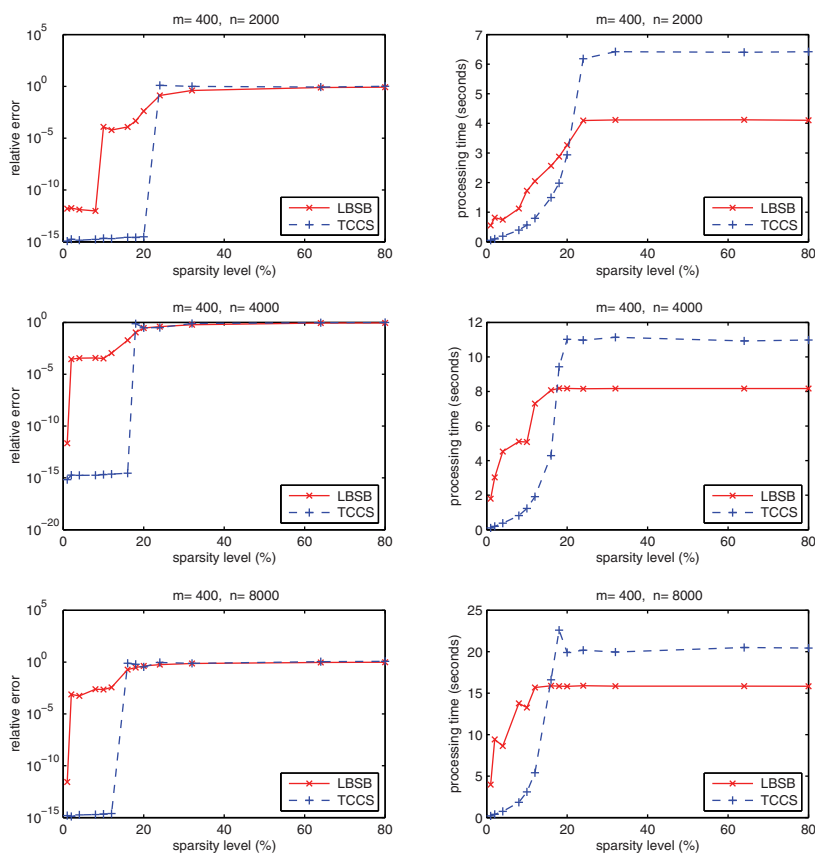 m= 400, n= 2000
relative error
10^5
10^0
10^-5
10^-10
10^-15
LBSB
TCCS
0 20 40 60 80
sparsity level (%)
m= 400, n= 2000
processing time (seconds)
7
6
5
4
3
2
1
0
LBSB
TCCS
0 20 40 60 80
sparsity level (%)
m= 400, n= 4000
relative error
10^0
10^-5
10^-10
10^-15
10^-20
LBSB
TCCS
0 20 40 60 80
sparsity level (%)
m= 400, n= 4000
processing time (seconds)
12
10
8
6
4
2
0
LBSB
TCCS
0 20 40 60 80
sparsity level (%)
m= 400, n= 8000
relative error
10^5
10^0
10^-5
10^-10
10^-15
LBSB
TCCS
0 20 40 60 80
sparsity level (%)
m= 400, n= 8000
processing time (seconds)
25
20
15
10
5
0
LBSB
TCCS
0 20 40 60 80
sparsity level (%)